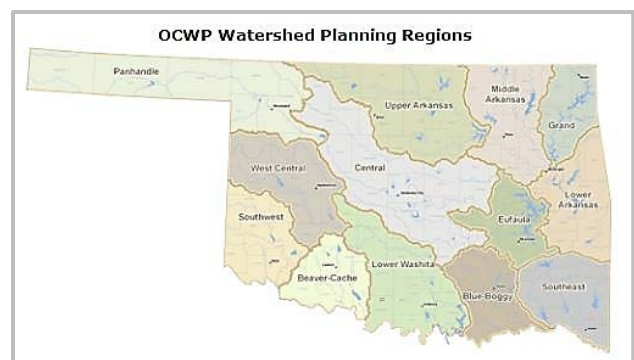 OCWP Watershed Planning Regions
Panhandle
Upper Arkansas
Middle
Arkansas
Grand
West Central
Central
Lower
Arkansas
Southwest
Eufaula
Beaver-Cache
Lower Washita
Blue-Boggy
Southeast